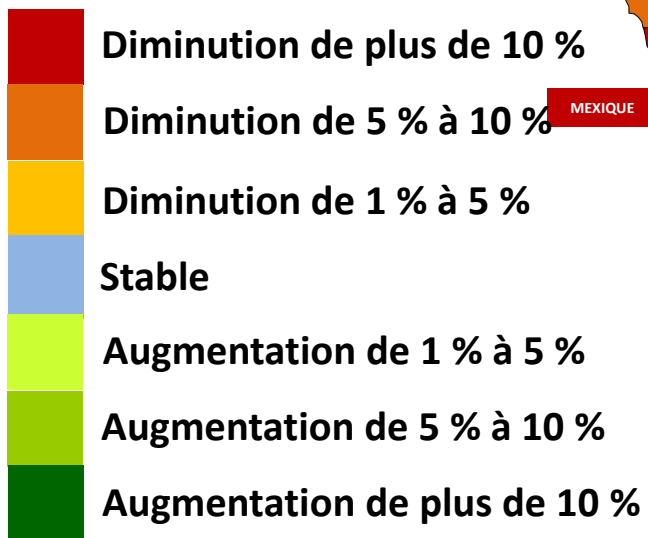 Diminution de plus de 10 %
Diminution de 5 % à 10 %
MEXIQUE
Diminution de 1 % à 5 %
Stable
Augmentation de 1 % à 5 %
Augmentation de 5 % à 10 %
Augmentation de plus de 10 %